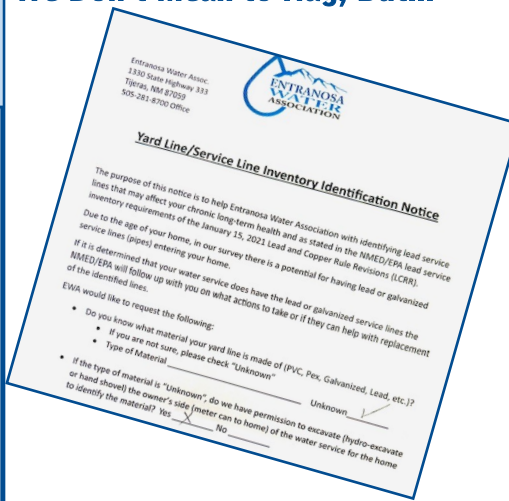 Entranosa Water Assoc.
1330 State Highway 333
Tijeras, NM 87059
505-281-8700 Office
ENTRANOSA
WATER
ASSOCIATION
Yard Line/Service Line Inventory Identification Notice
The purpose of this notice is to help Entranosa Water Association with identifying lead service
lines that may affect your chronic long-term health and as stated in the NMED/EPA lead service
inventory requirements of the January 15, 2021 Lead and Copper Rule Revisions (LCRR).
Due to the age of your home, in our survey there is a potential for having lead or galvanized
service lines (pipes) entering your home.
If it is determined that your water service does have the lead or galvanized service lines the
NMED/EPA will follow up with you on what actions to take or if they can help with replacement
of the identified lines.
EWA would like to request the following:
• Do you know what material your yard line is made of (PVC, Pex, Galvanized, Lead, etc.)?
• If you are not sure, please check "Unknown"
• Type of Material ____________________ Unknown ____
• If the type of material is "Unknown", do we have permission to excavate (hydro-excavate
or hand shovel) the owner's side (meter can to home) of the water service for the home
to identify the material? Yes __X__ No ______